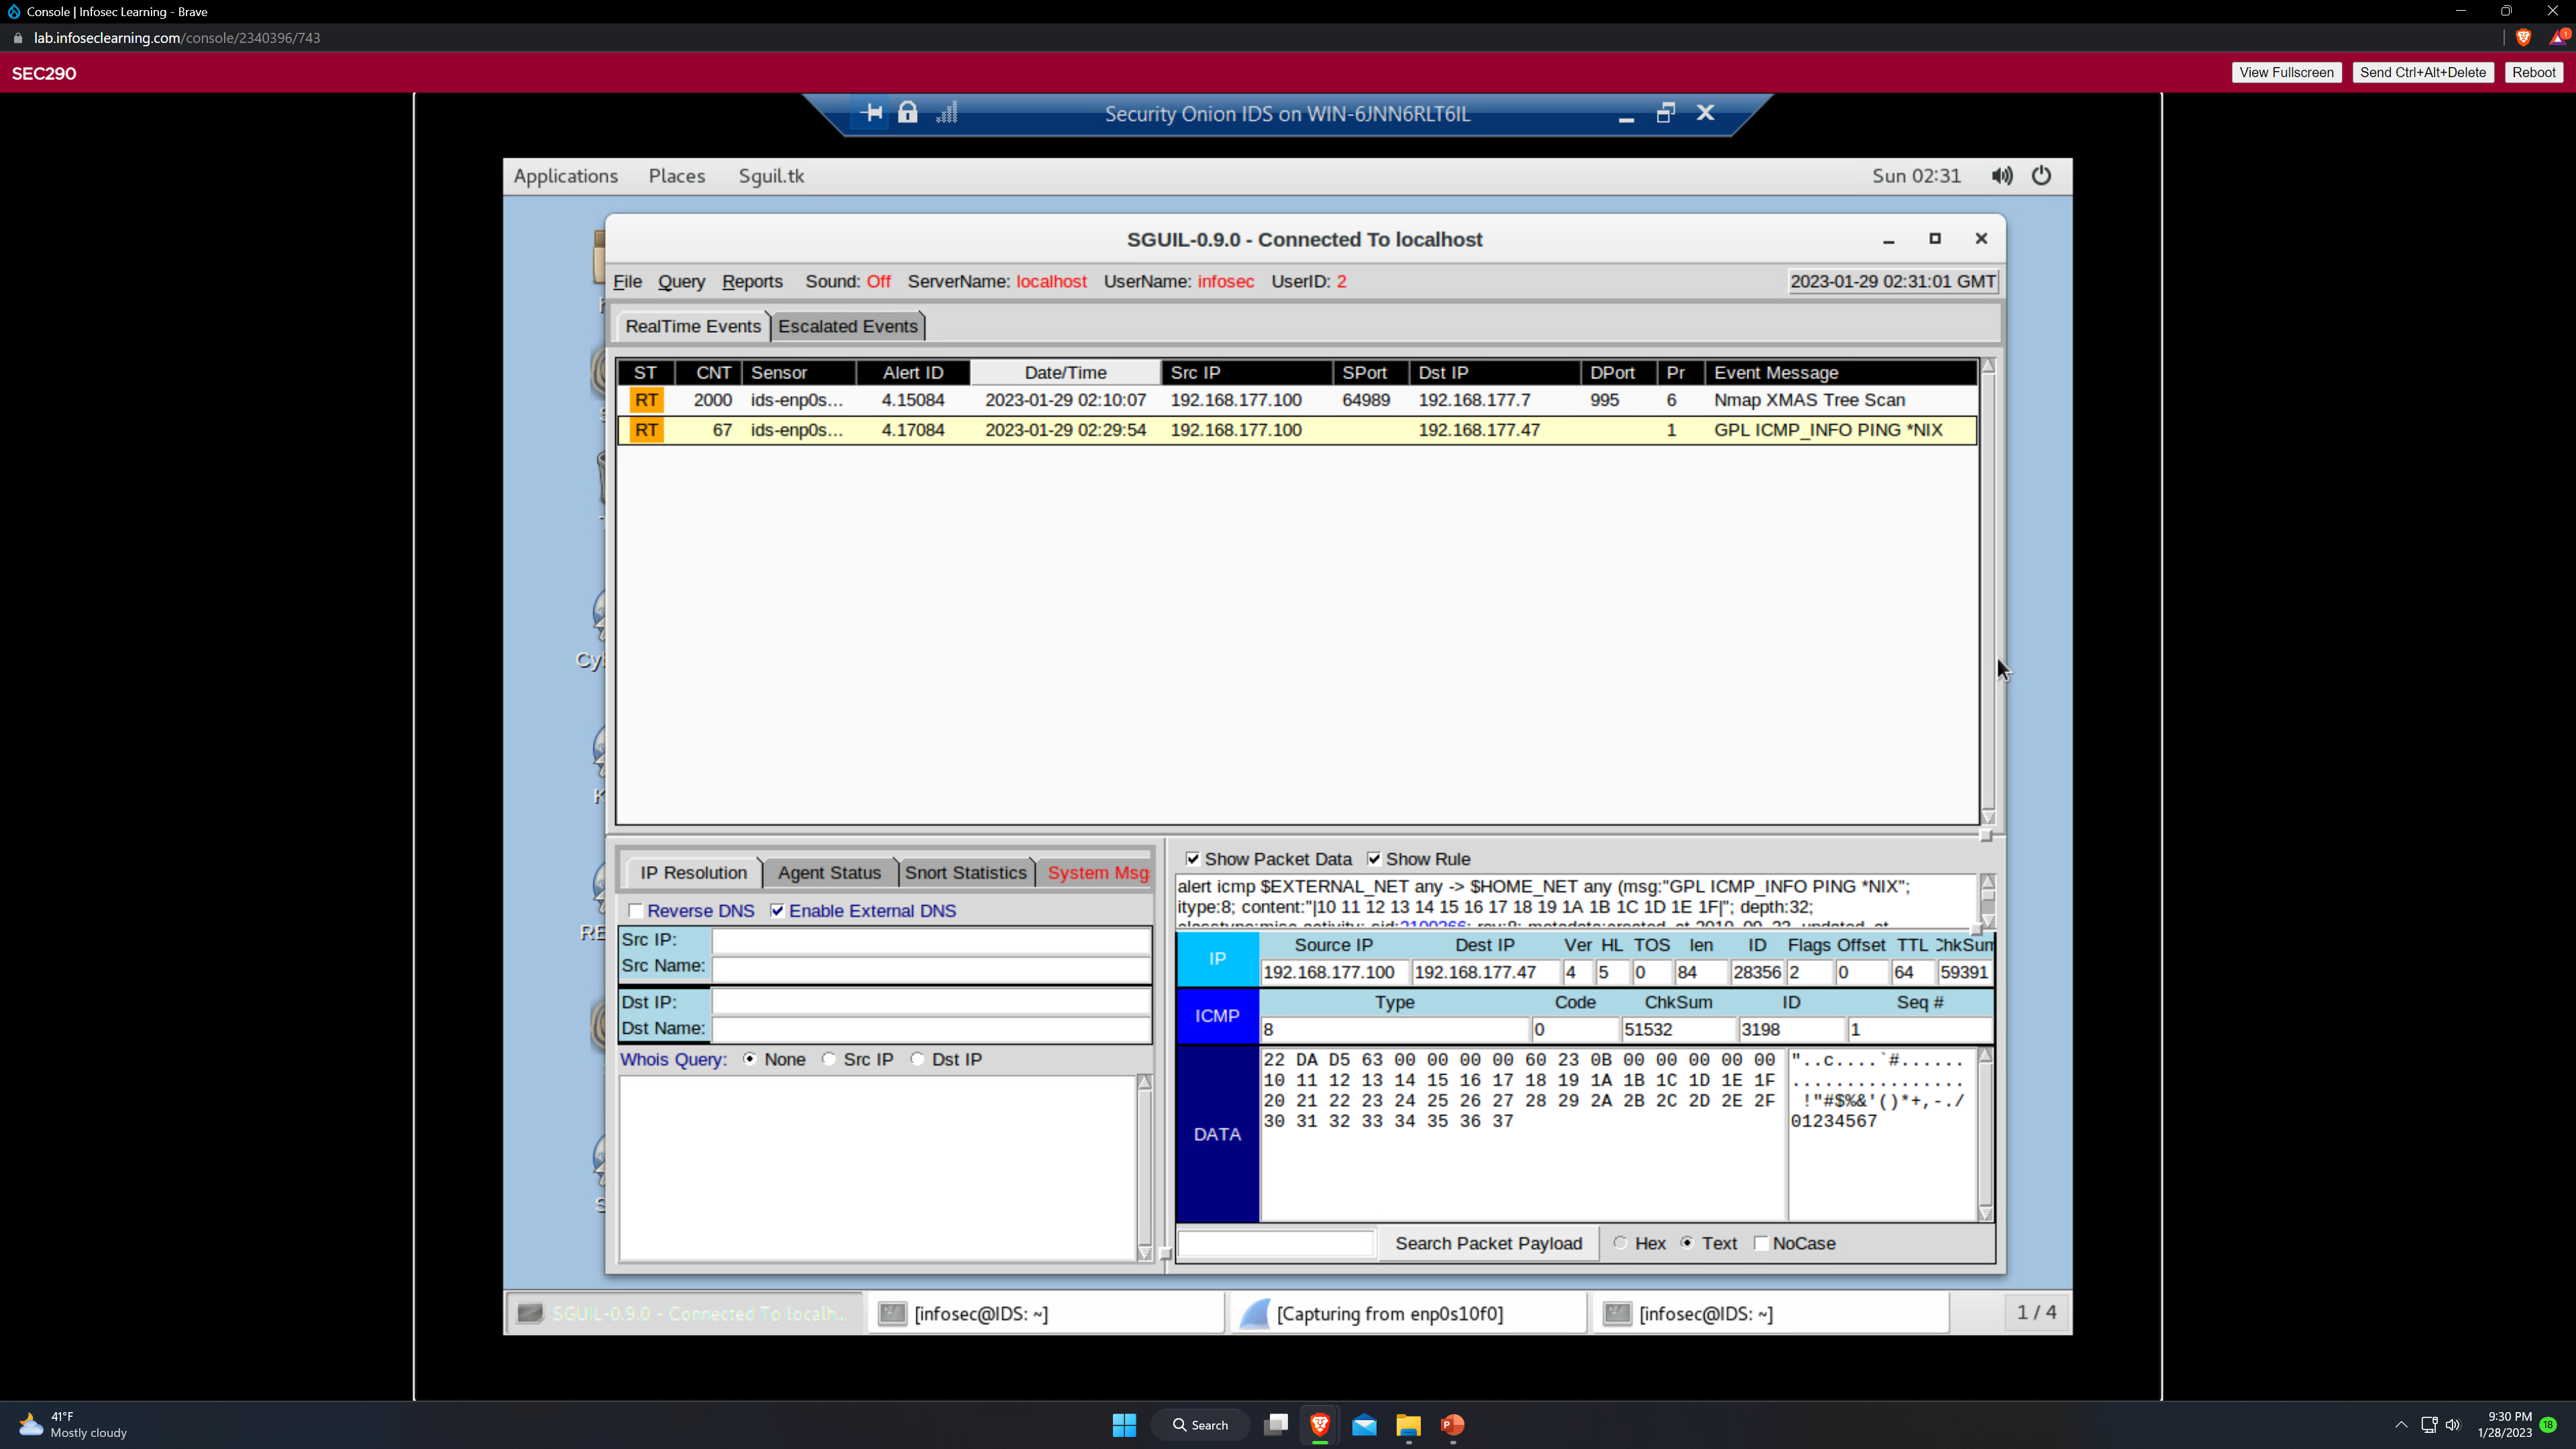 Console | Infosec Learning - Brave
lab.infoseclearning.com/console/2340396/743
1
SEC290
View Fullscreen Send Ctrl+Alt+Delete Reboot
Security Onion IDS on WIN-6JNN6RLT6IL
Applications Places Sguil.tk Sun 02:31
SGUIL-0.9.0 - Connected To localhost
File Query Reports Sound: Off ServerName: localhost UserName: infosec UserID: 2 2023-01-29 02:31:01 GMT
RealTime Events Escalated Events
ST CNT Sensor Alert ID Date/Time Src IP SPort Dst IP DPort Pr Event Message
RT 2000 ids-enp0s... 4.15084 2023-01-29 02:10:07 192.168.177.100 64989 192.168.177.7 995 6 Nmap XMAS Tree Scan
RT 67 ids-enp0s... 4.17084 2023-01-29 02:29:54 192.168.177.100 192.168.177.47 1 GPL ICMP_INFO PING *NIX
Cy
K
RE
S
IP Resolution Agent Status Snort Statistics System Msg
Reverse DNS Enable External DNS
Src IP:
Src Name:
Dst IP:
Dst Name:
Whois Query: None Src IP Dst IP
Show Packet Data Show Rule
alert icmp $EXTERNAL_NET any -> $HOME_NET any (msg:"GPL ICMP_INFO PING *NIX";
itype:8; content:"|10 11 12 13 14 15 16 17 18 19 1A 1B 1C 1D 1E 1F|"; depth:32;
IP Source IP Dest IP Ver HL TOS len ID Flags Offset TTL ChkSum
192.168.177.100 192.168.177.47 4 5 0 84 28356 2 0 64 59391
ICMP Type Code ChkSum ID Seq #
8 0 51532 3198 1
DATA
22 DA D5 63 00 00 00 00 60 23 0B 00 00 00 00 00 "..c....`#......
10 11 12 13 14 15 16 17 18 19 1A 1B 1C 1D 1E 1F ................
20 21 22 23 24 25 26 27 28 29 2A 2B 2C 2D 2E 2F !"#$%&'()*+,-./
30 31 32 33 34 35 36 37 01234567
Search Packet Payload Hex Text NoCase
SGUIL-0.9.0 - Connected To localh... [infosec@IDS: ~] [Capturing from enp0s10f0] [infosec@IDS: ~] 1 / 4
41°F
Mostly cloudy
Search
9:30 PM
1/28/2023
18